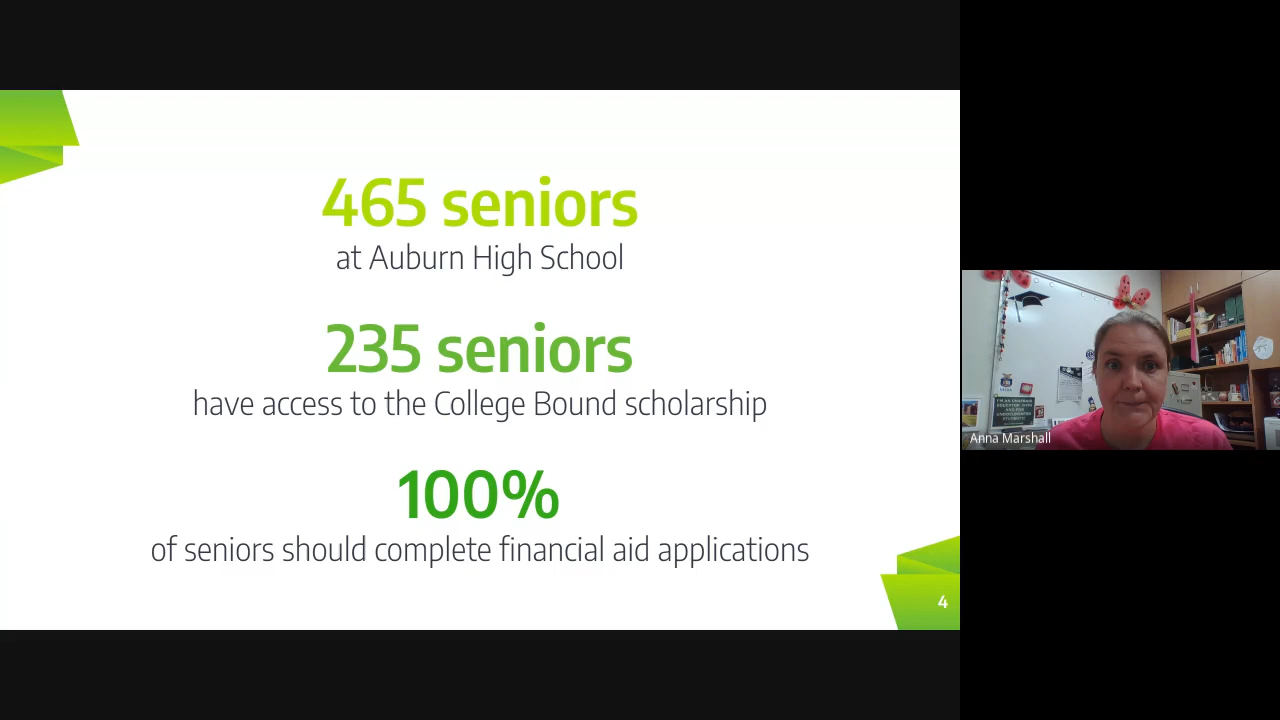 465 seniors
at Auburn High School
235 seniors
have access to the College Bound scholarship
100%
of seniors should complete financial aid applications
4
Anna Marshall